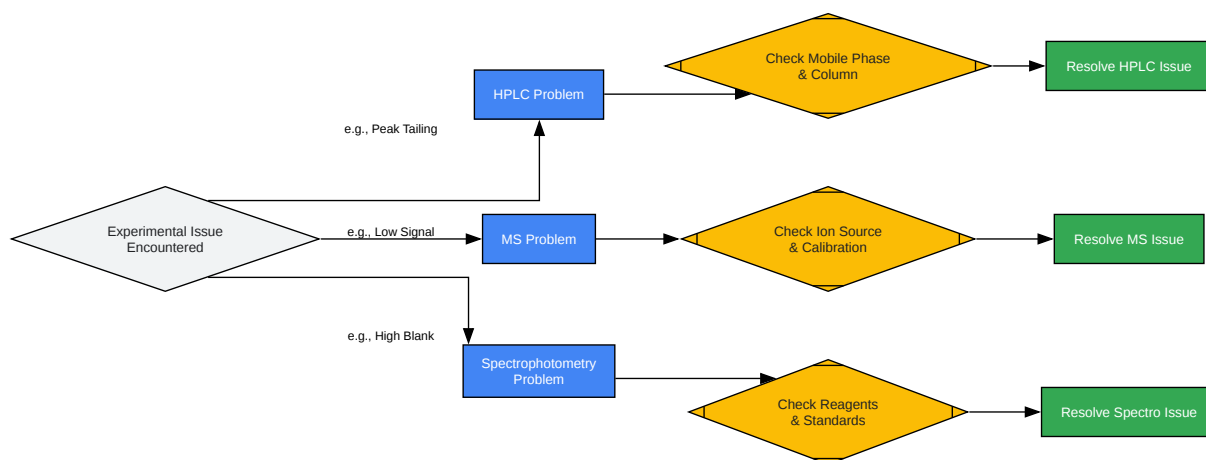 Check Mobile Phase
& Column
Resolve HPLC Issue
HPLC Problem
e.g., Peak Tailing
Experimental Issue
Encountered
e.g., Low Signal
MS Problem
Check Ion Source
& Calibration
Resolve MS Issue
e.g., High Blank
Spectrophotometry
Problem
Check Reagents
& Standards
Resolve Spectro Issue